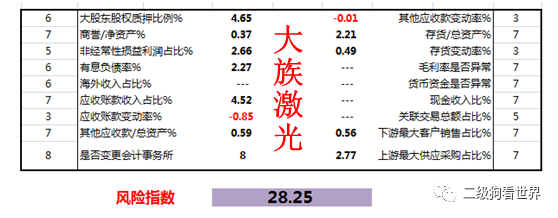 6 大股东股权质押比例% 4.65 -0.01 其他应收款变动率% 3
7 商誉/净资产% 0.37 2.21 存货/总资产% 7
5 非经常性损益利润占比% 2.66 0.49 存货变动率% 3
6 有息负债率% 2.27 --- 毛利率是否异常 7
6 海外收入占比% --- --- 货币资金是否异常 7
7 应收账款收入占比% 4.52 --- 现金收入比% 7
3 应收账款变动率% -0.85 --- 关联交易总额占比% 5
7 其他应收款/总资产% 0.59 0.56 下游最大客户销售占比% 7
8 是否变更会计事务所 8 2.77 上游最大供应采购占比% 7
大族激光
风险指数 28.25
二级狗看世界